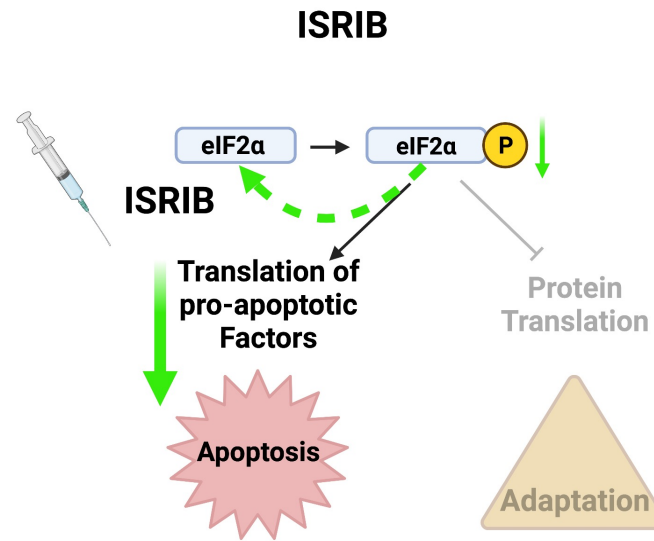 ISRIB
eIF2α
eIF2α
P
ISRIB
Translation of
pro-apoptotic
Factors
Protein
Translation
Apoptosis
Adaptation